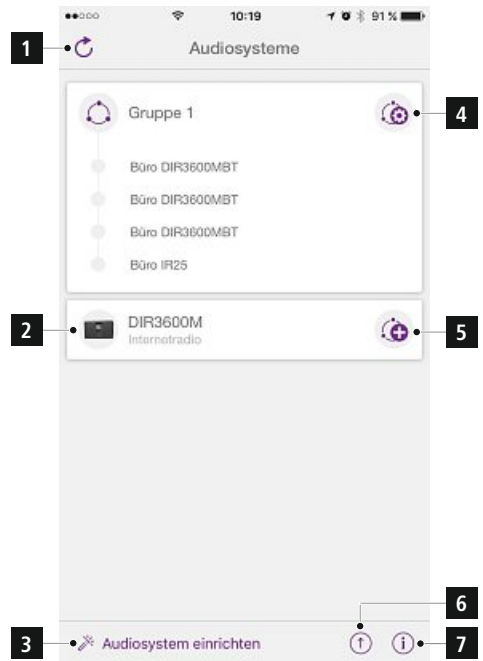 10:19 91 %
1 Audiosysteme
Gruppe 1 4
Büro DIR3600MBT
Büro DIR3600MBT
Büro DIR3600MBT
Büro IR25
2 DIR3600M 5
Internetradio
6
3 Audiosystem einrichten 7